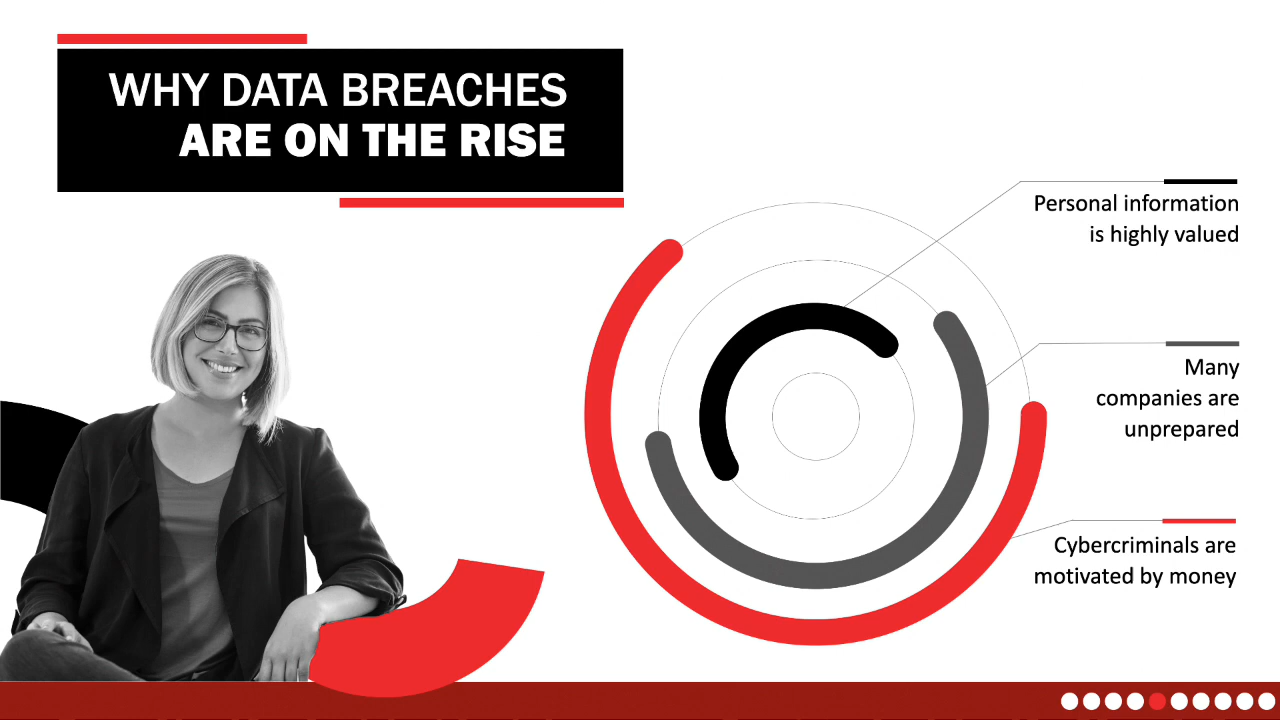 WHY DATA BREACHES
ARE ON THE RISE
Personal information
is highly valued
Many
companies are
unprepared
Cybercriminals are
motivated by money